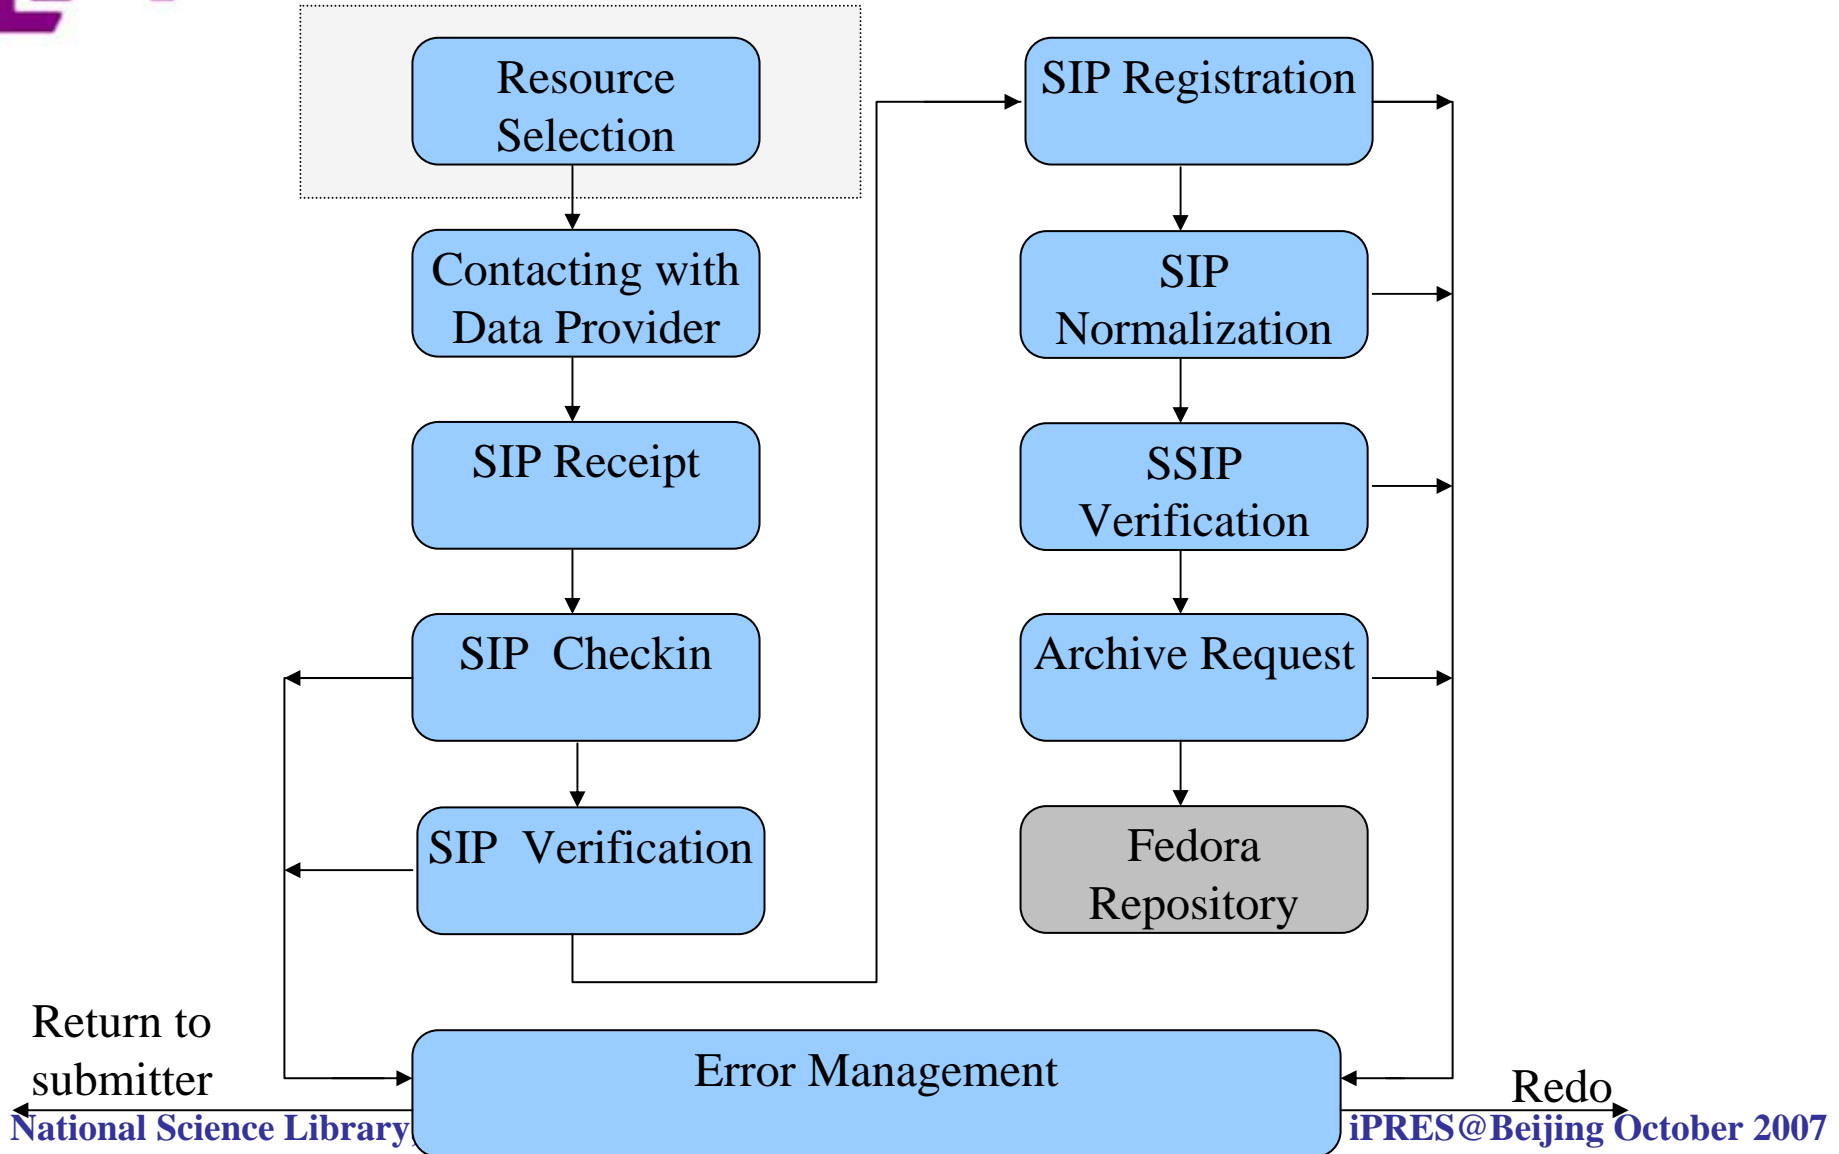 Resource
Selection
Contacting with
Data Provider
SIP Receipt
SIP Checkin
SIP Verification
SIP Registration
SIP
Normalization
SSIP
Verification
Archive Request
Fedora
Repository
Error Management
Return to
submitter
Redo
National Science Library,
iPRES@Beijing October 2007